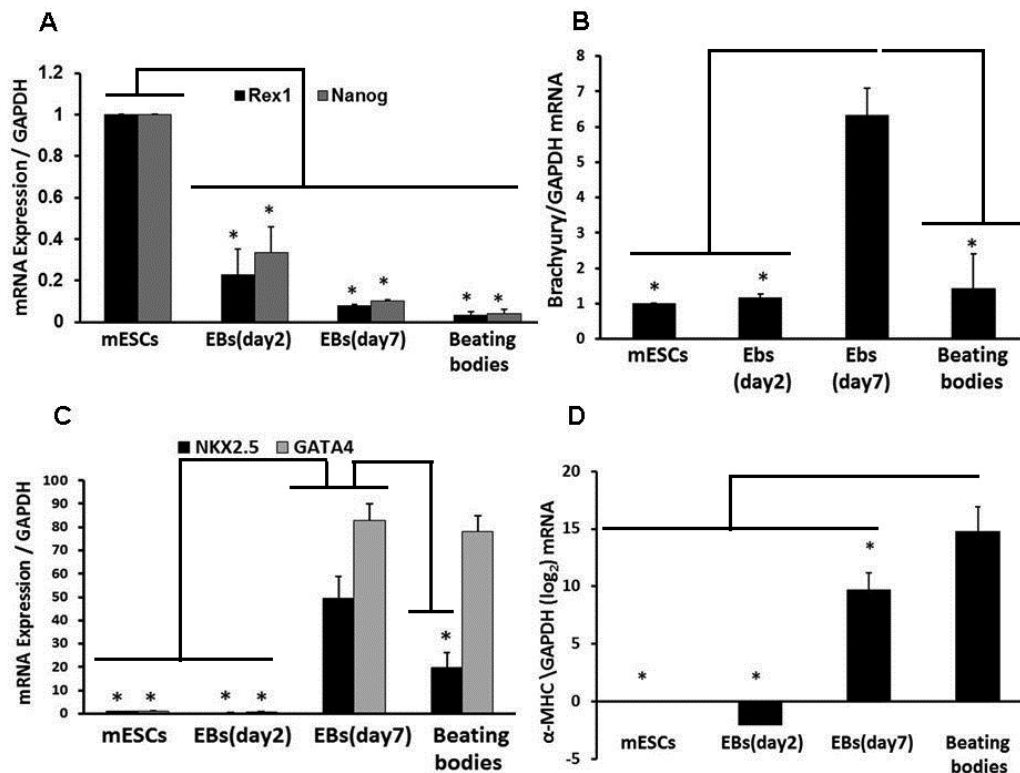 A
mRNA Expression / GAPDH
1.2
1
0.8
0.6
0.4
0.2
0
Rex1 Nanog
* *
* *
* *
mESCs EBs(day2) EBs(day7) Beating
bodies
B
Brachyury/GAPDH mRNA
8
7
6
5
4
3
2
1
0
* * *
mESCs Ebs Ebs Beating
(day2) (day7) bodies
C
mRNA Expression / GAPDH
NKX2.5 GATA4
100
90
80
70
60
50
40
30
20
10
0
* * * * *
mESCs EBs(day2) EBs(day7) Beating
bodies
D
α-MHC \GAPDH (log₂) mRNA
20
15
10
5
0
-5
* * *
mESCs EBs(day2) EBs(day7) Beating
bodies